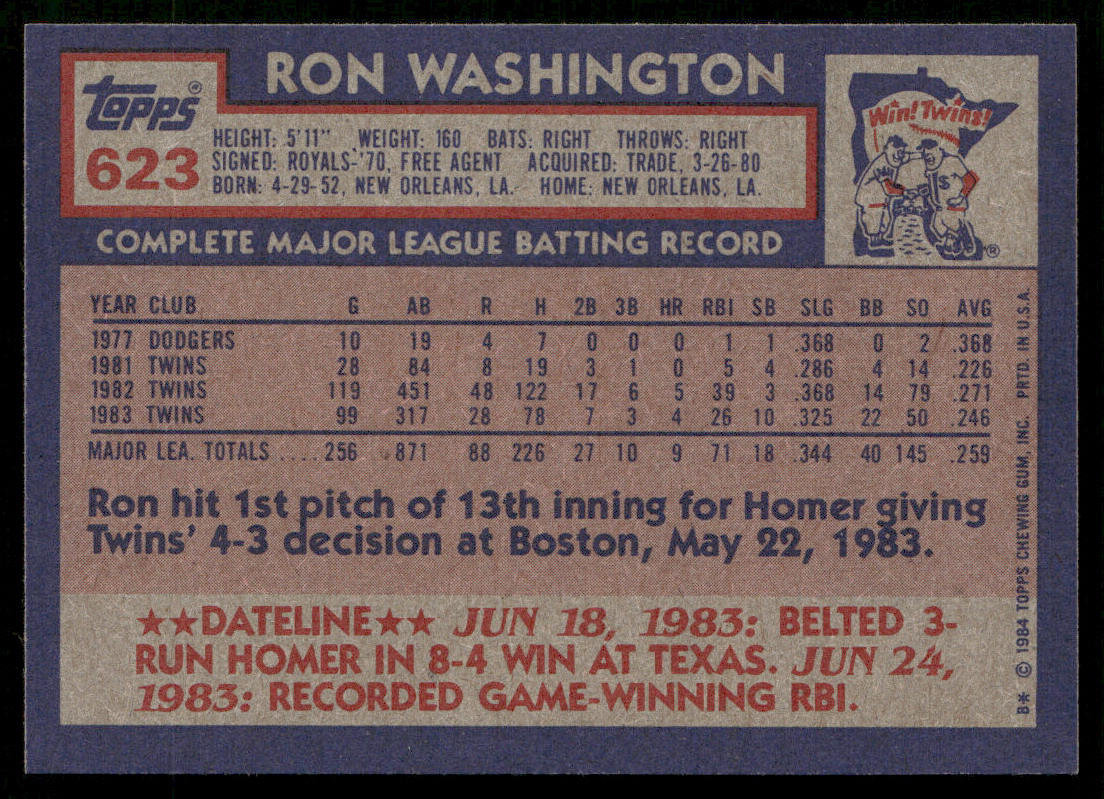 RON WASHINGTON
Topps®
623
HEIGHT: 5'11" WEIGHT: 160 BATS: RIGHT THROWS: RIGHT
SIGNED: ROYALS-'70, FREE AGENT ACQUIRED: TRADE, 3-26-80
BORN: 4-29-52, NEW ORLEANS, LA. HOME: NEW ORLEANS, LA.
Win! Twins!
®
COMPLETE MAJOR LEAGUE BATTING RECORD
YEAR CLUB G AB R H 2B 3B HR RBI SB SLG BB SO AVG
1977 DODGERS 10 19 4 7 0 0 0 1 1 .368 0 2 .368
1981 TWINS 28 84 8 19 3 1 0 5 4 .286 4 14 .226
1982 TWINS 119 451 48 122 17 6 5 39 3 .368 14 79 .271
1983 TWINS 99 317 28 78 7 3 4 26 10 .325 22 50 .246
MAJOR LEA. TOTALS .... 256 871 88 226 27 10 9 71 18 .344 40 145 .259
Ron hit 1st pitch of 13th inning for Homer giving
Twins' 4-3 decision at Boston, May 22, 1983.
★★DATELINE★★ JUN 18, 1983: BELTED 3-
RUN HOMER IN 8-4 WIN AT TEXAS. JUN 24,
1983: RECORDED GAME-WINNING RBI.
B* © 1984 TOPPS CHEWING GUM, INC. PRTD. IN U.S.A.